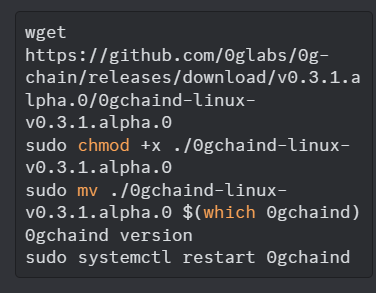 wget
https://github.com/0glabs/0g-
chain/releases/download/v0.3.1.a
lpha.0/0gchaind-linux-
v0.3.1.alpha.0
sudo chmod +x ./0gchaind-linux-
v0.3.1.alpha.0
sudo mv ./0gchaind-linux-
v0.3.1.alpha.0 $(which 0gchaind)
0gchaind version
sudo systemctl restart 0gchaind